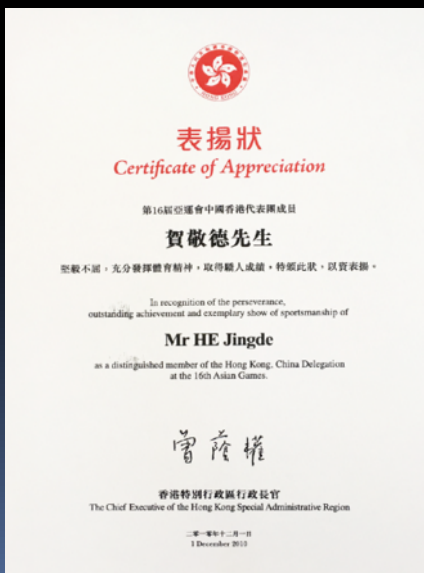 表揚狀
Certificate of Appreciation
第16屆亞運會中國香港代表團成員
賀敬德先生
堅毅不屈，充分發揮體育精神，取得驕人成績，特頒此狀，以資表揚。
In recognition of the perseverance,
outstanding achievement and exemplary show of sportsmanship of
Mr HE Jingde
as a distinguished member of the Hong Kong, China Delegation
at the 16th Asian Games.
曾蔭權
香港特別行政區行政長官
The Chief Executive of the Hong Kong Special Administrative Region
二零一零年十二月一日
1 December 2010